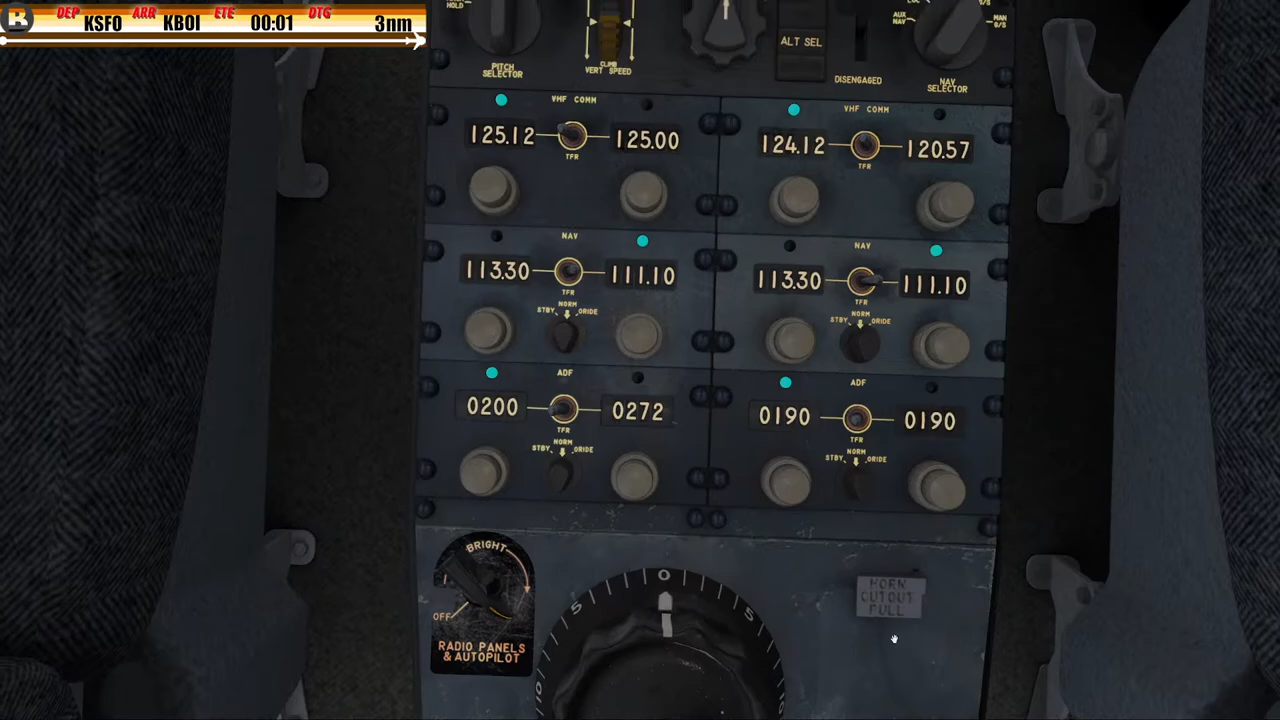 DEP KSFO ARR KBOI ETE 00:01 DTG 3nm
HOLD
PITCH
SELECTOR
CLIMB
VERT SPEED
ALT SEL
DISENGAGED
AUX
NAV
MAN
G/S
NAV
SELECTOR
VHF COMM
125.12 125.00
TFR
VHF COMM
124.12 120.57
TFR
NAV
113.30 111.10
TFR
STBY NORM ORIDE
NAV
113.30 111.10
TFR
STBY NORM ORIDE
ADF
0200 0272
TFR
STBY NORM ORIDE
ADF
0190 0190
TFR
STBY NORM ORIDE
BRIGHT
OFF
RADIO PANELS
& AUTOPILOT
0
5 5
10
HORN
CUTOUT
PULL